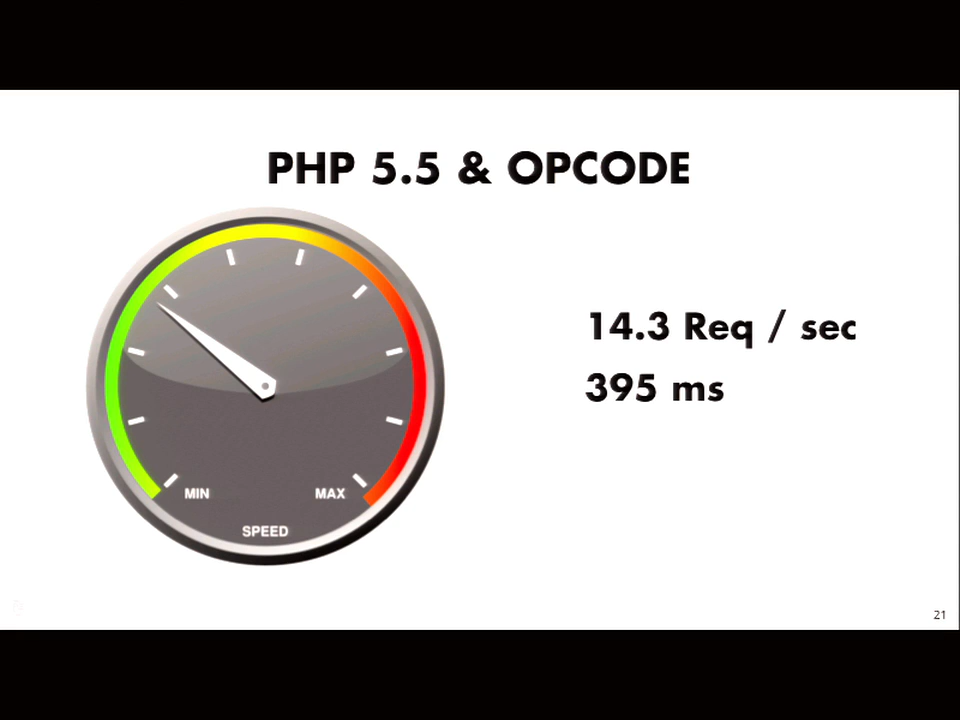 PHP 5.5 & OPCODE
14.3 Req / sec
395 ms
MIN
MAX
SPEED
21